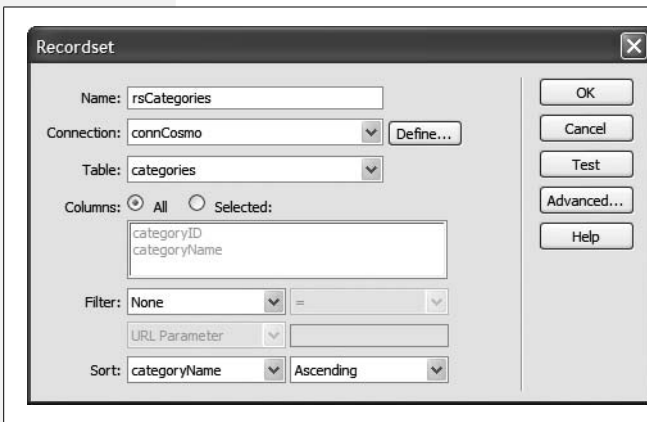 Recordset
Name: rsCategories
Connection: connCosmo Define...
Table: categories
Columns: All Selected:
categoryID
categoryName
Filter: None =
URL Parameter
Sort: categoryName Ascending
OK
Cancel
Test
Advanced...
Help